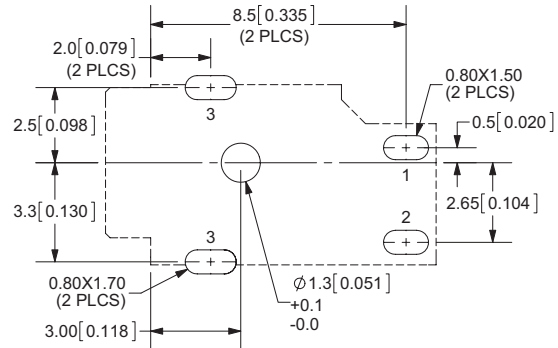 8.5[0.335]
(2 PLCS)
2.0[0.079]
(2 PLCS)
0.80X1.50
(2 PLCS)
0.5[0.020]
2.5[0.098]
3
1
3.3[0.130]
2.65[0.104]
2
3
0.80X1.70
(2 PLCS)
∅1.3[0.051]
+0.1
-0.0
3.00[0.118]